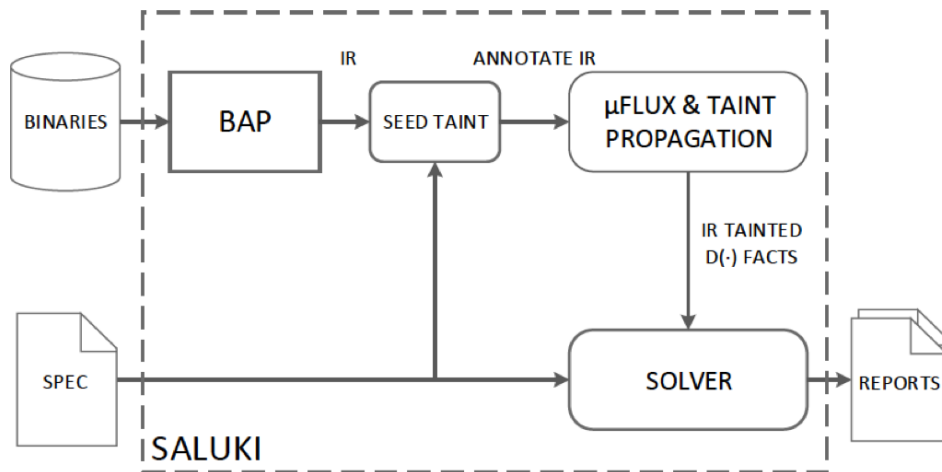 BINARIES
BAP
IR
SEED TAINT
ANNOTATE IR
µFLUX & TAINT
PROPAGATION
IR TAINTED
D(·) FACTS
SPEC
SOLVER
REPORTS
SALUKI